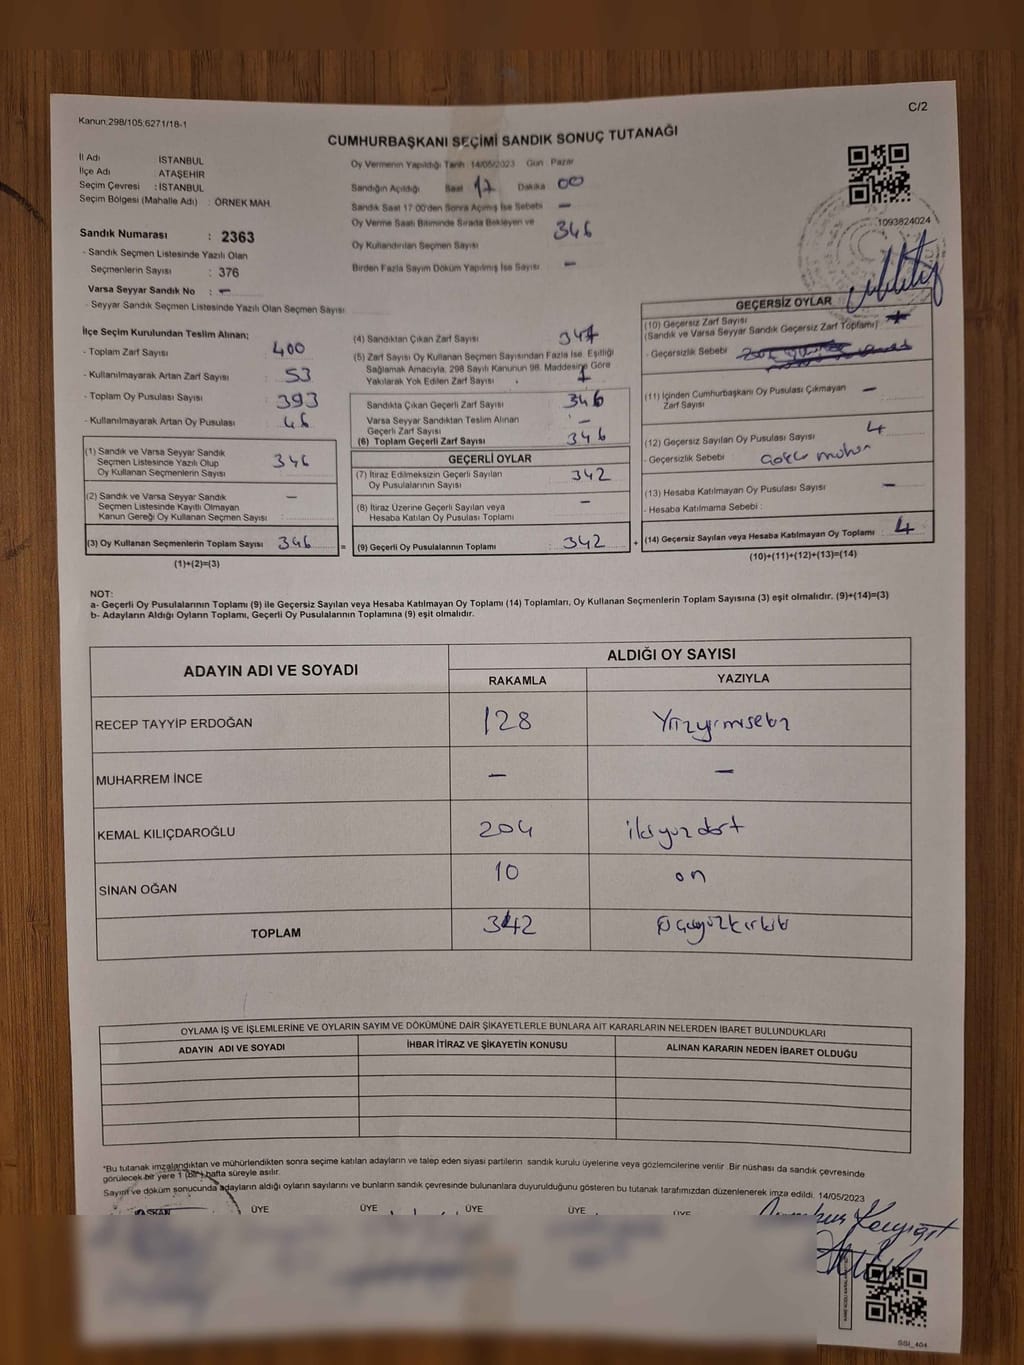 Kanun:298/105,6271/18-1
C/2
CUMHURBAŞKANI SEÇİMİ SANDIK SONUÇ TUTANAĞI
İl Adı : İSTANBUL
İlçe Adı : ATAŞEHİR
Seçim Çevresi : İSTANBUL
Seçim Bölgesi (Mahalle Adı) : ÖRNEK MAH
Sandık Numarası : 2363
- Sandık Seçmen Listesinde Yazılı Olan
Seçmenlerin Sayısı : 376
Varsa Seyyar Sandık No : -
- Seyyar Sandık Seçmen Listesinde Yazılı Olan Seçmen Sayısı
Oy Vermenin Yapıldığı Tarih :14/05/2023 Gün : Pazar
Sandığın Açıldığı Saat 17 Dakika 00
Sandık Saat 17:00'den Sonra Açılmış İse Sebebi -
Oy Verme Saati Bitiminde Sırada Bekleyen ve
Oy Kullandırılan Seçmen Sayısı 346
Birden Fazla Sayım Döküm Yapılmış İse Sayısı -
1093824024
İlçe Seçim Kurulundan Teslim Alınan;
- Toplam Zarf Sayısı : 400
- Kullanılmayarak Artan Zarf Sayısı : 53
- Toplam Oy Pusulası Sayısı : 393
- Kullanılmayarak Artan Oy Pusulası : 46
(1) Sandık ve Varsa Seyyar Sandık
Seçmen Listesinde Yazılı Olup
Oy Kullanan Seçmenlerin Sayısı : 346
(2) Sandık ve Varsa Seyyar Sandık
Seçmen Listesinde Kayıtlı Olmayan
Kanun Gereği Oy Kullanan Seçmen Sayısı : -
(3) Oy Kullanan Seçmenlerin Toplam Sayısı 346
(1)+(2)=(3)
(4) Sandıktan Çıkan Zarf Sayısı : 347
(5) Zarf Sayısı Oy Kullanan Seçmen Sayısından Fazla İse, Eşitliği
Sağlamak Amacıyla, 298 Sayılı Kanunun 98. Maddesine Göre
Yakılarak Yok Edilen Zarf Sayısı : 1
Sandıkta Çıkan Geçerli Zarf Sayısı : 346
Varsa Seyyar Sandıktan Teslim Alınan
Geçerli Zarf Sayısı : -
(6) Toplam Geçerli Zarf Sayısı : 346
GEÇERLİ OYLAR
(7) İtiraz Edilmeksizin Geçerli Sayılan
Oy Pusulalarının Sayısı : 342
(8) İtiraz Üzerine Geçerli Sayılan veya
Hesaba Katılan Oy Pusulası Toplamı : -
= (9) Geçerli Oy Pusulalarının Toplamı : 342
GEÇERSİZ OYLAR
(10) Geçersiz Zarf Sayısı
(Sandık ve Varsa Seyyar Sandık Geçersiz Zarf Toplamı)
- Geçersizlik Sebebi :
(11) İçinden Cumhurbaşkanı Oy Pusulası Çıkmayan
Zarf Sayısı : -
(12) Geçersiz Sayılan Oy Pusulası Sayısı : 4
- Geçersizlik Sebebi :
(13) Hesaba Katılmayan Oy Pusulası Sayısı : -
- Hesaba Katılmama Sebebi :
+ (14) Geçersiz Sayılan veya Hesaba Katılmayan Oy Toplamı : 4
(10)+(11)+(12)+(13)=(14)
NOT:
a- Geçerli Oy Pusulalarının Toplamı (9) ile Geçersiz Sayılan veya Hesaba Katılmayan Oy Toplamı (14) Toplamları, Oy Kullanan Seçmenlerin Toplam Sayısına (3) eşit olmalıdır. (9)+(14)=(3)
b- Adayların Aldığı Oyların Toplamı, Geçerli Oy Pusulalarının Toplamına (9) eşit olmalıdır.
ADAYIN ADI VE SOYADI
ALDIĞI OY SAYISI
RAKAMLA YAZIYLA
RECEP TAYYİP ERDOĞAN 128 Yüzyirmisekiz
MUHARREM İNCE - -
KEMAL KILIÇDAROĞLU 204 ikiyüzdört
SİNAN OĞAN 10 on
TOPLAM 342 Üçyüzkırkiki
OYLAMA İŞ VE İŞLEMLERİNE VE OYLARIN SAYIM VE DÖKÜMÜNE DAİR ŞİKAYETLERLE BUNLARA AİT KARARLARIN NELERDEN İBARET BULUNDUKLARI
ADAYIN ADI VE SOYADI İHBAR İTİRAZ VE ŞİKAYETİN KONUSU ALINAN KARARIN NEDEN İBARET OLDUĞU
*Bu tutanak imzalandıktan ve mühürlendikten sonra seçime katılan adayların ve talep eden siyasi partilerin sandık kurulu üyelerine veya gözlemcilerine verilir. Bir nüshası da sandık çevresinde
görülecek bir yere 1 (bir) hafta süreyle asılır.
Sayım ve döküm sonucunda adayların aldığı oyların sayılarını ve bunların sandık çevresinde bulunanlara duyurulduğunu gösteren bu tutanak tarafımızdan düzenlenerek imza edildi. 14/05/2023
BAŞKAN ÜYE ÜYE ÜYE ÜYE ÜYE
SSİ_404